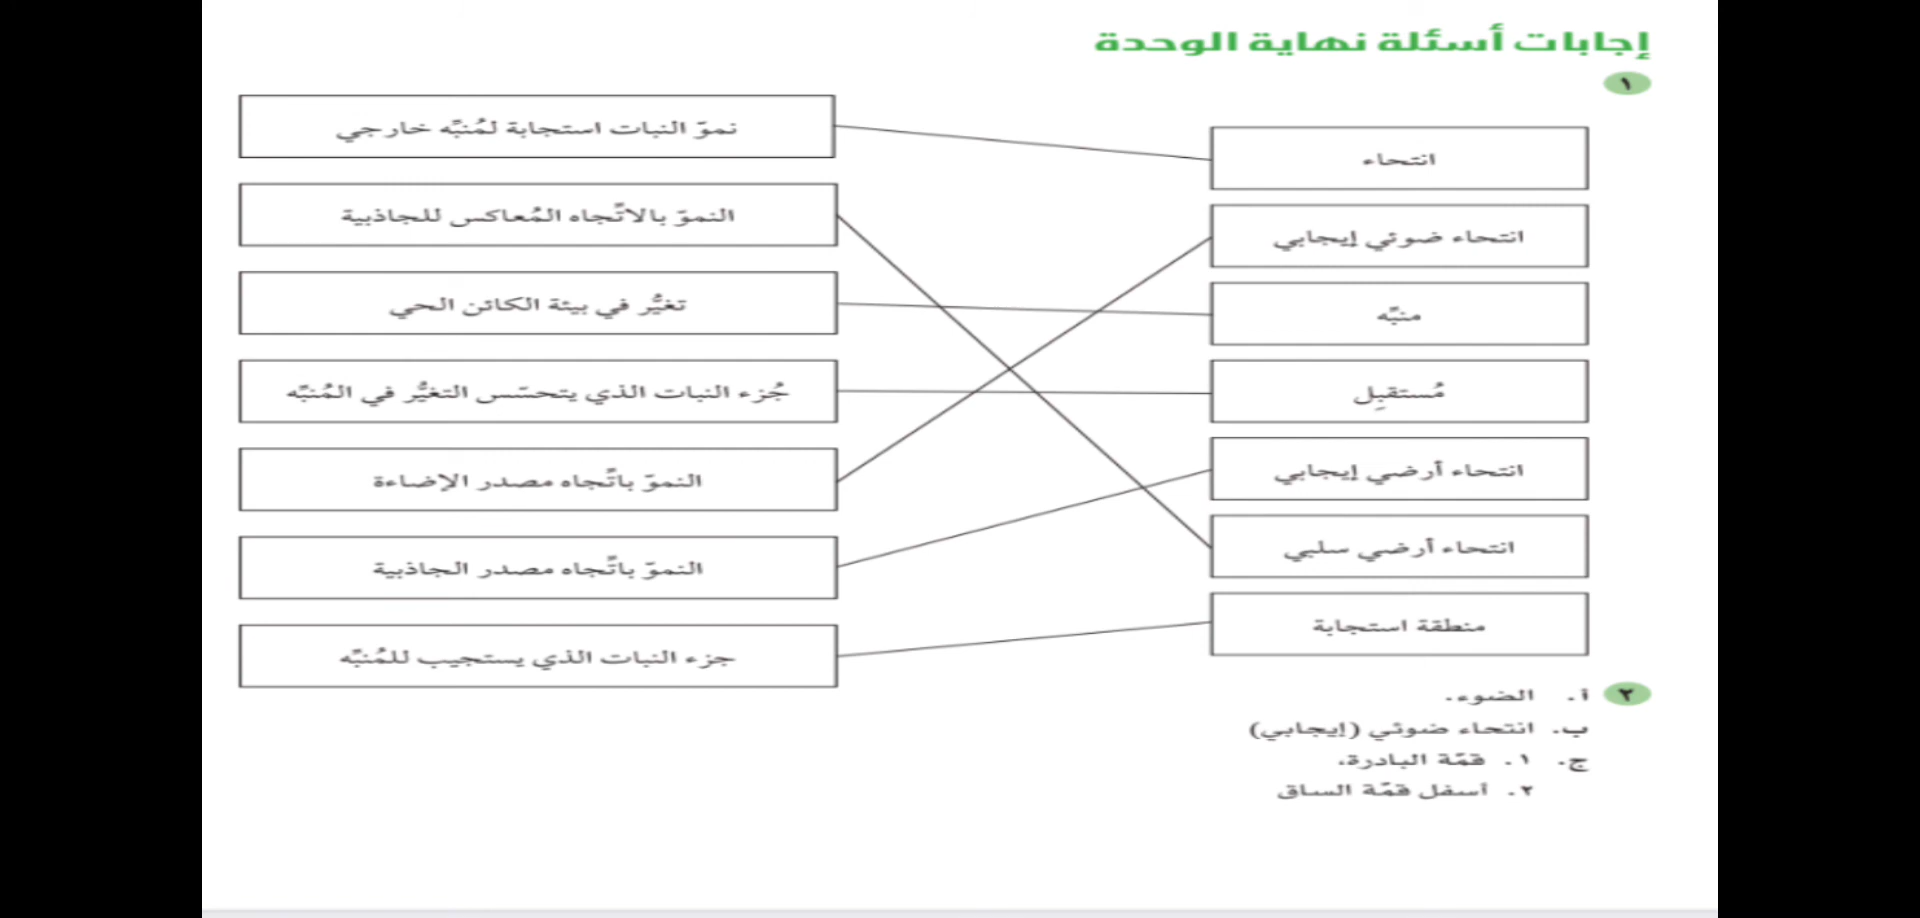 إجابات أسئلة نهاية الوحدة
١
انتحاء
نموّ النبات استجابة لمُنبِّه خارجي
انتحاء ضوئي إيجابي
النموّ بالاتِّجاه المُعاكس للجاذبية
منبِّه
تغيُّر في بيئة الكائن الحي
مُستقبِل
جُزء النبات الذي يتحسّس التغيُّر في المُنبِّه
انتحاء أرضي إيجابي
النموّ باتِّجاه مصدر الإضاءة
انتحاء أرضي سلبي
النموّ باتِّجاه مصدر الجاذبية
منطقة استجابة
جزء النبات الذي يستجيب للمُنبِّه
٢ أ. الضوء.
ب. انتحاء ضوئي (إيجابي)
ج. ١. قمّة البادرة.
٢. أسفل قمّة الساق